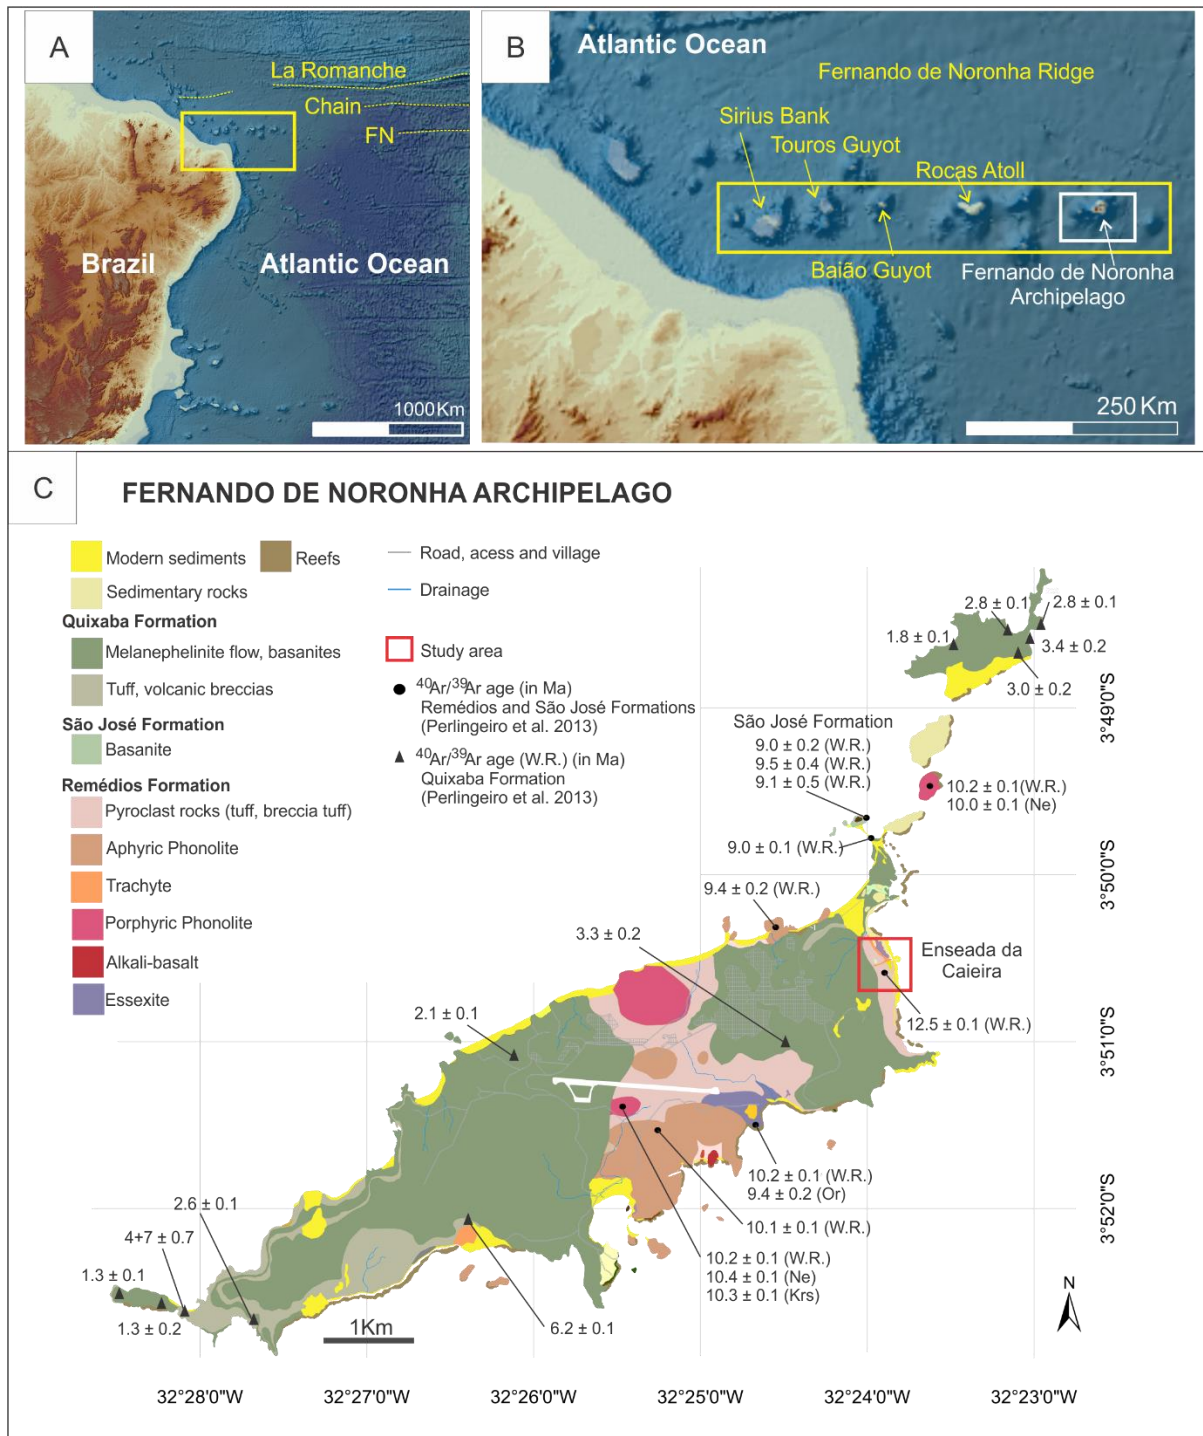 A
La Romanche
Chain
FN
Brazil
Atlantic Ocean
1000 Km
B
Atlantic Ocean
Fernando de Noronha Ridge
Sirius Bank
Touros Guyot
Rocas Atoll
Baião Guyot
Fernando de Noronha
Archipelago
250 Km
C
FERNANDO DE NORONHA ARCHIPELAGO
Modern sediments
Reefs
Sedimentary rocks
Quixaba Formation
Melanephelinite flow, basanites
Tuff, volcanic breccias
São José Formation
Basanite
Remédios Formation
Pyroclast rocks (tuff, breccia tuff)
Aphyric Phonolite
Trachyte
Porphyric Phonolite
Alkali-basalt
Essexite
Road, acess and village
Drainage
Study area
⁴⁰Ar/³⁹Ar age (in Ma)
Remédios and São José Formations
(Perlingeiro et al. 2013)
⁴⁰Ar/³⁹Ar age (W.R.) (in Ma)
Quixaba Formation
(Perlingeiro et al. 2013)
2.8 ± 0.1
2.8 ± 0.1
1.8 ± 0.1
3.4 ± 0.2
3.0 ± 0.2
São José Formation
9.0 ± 0.2 (W.R.)
9.5 ± 0.4 (W.R.)
9.1 ± 0.5 (W.R.)
10.2 ± 0.1(W.R.)
10.0 ± 0.1 (Ne)
9.0 ± 0.1 (W.R.)
9.4 ± 0.2 (W.R.)
3.3 ± 0.2
Enseada da
Caieira
12.5 ± 0.1 (W.R.)
2.1 ± 0.1
10.2 ± 0.1 (W.R.)
9.4 ± 0.2 (Or)
10.1 ± 0.1 (W.R.)
10.2 ± 0.1 (W.R.)
10.4 ± 0.1 (Ne)
10.3 ± 0.1 (Krs)
2.6 ± 0.1
4+7 ± 0.7
1.3 ± 0.1
1.3 ± 0.2
6.2 ± 0.1
1Km
N
3°49'0"S
3°50'0"S
3°51'0"S
3°52'0"S
32°28'0"W
32°27'0"W
32°26'0"W
32°25'0"W
32°24'0"W
32°23'0"W